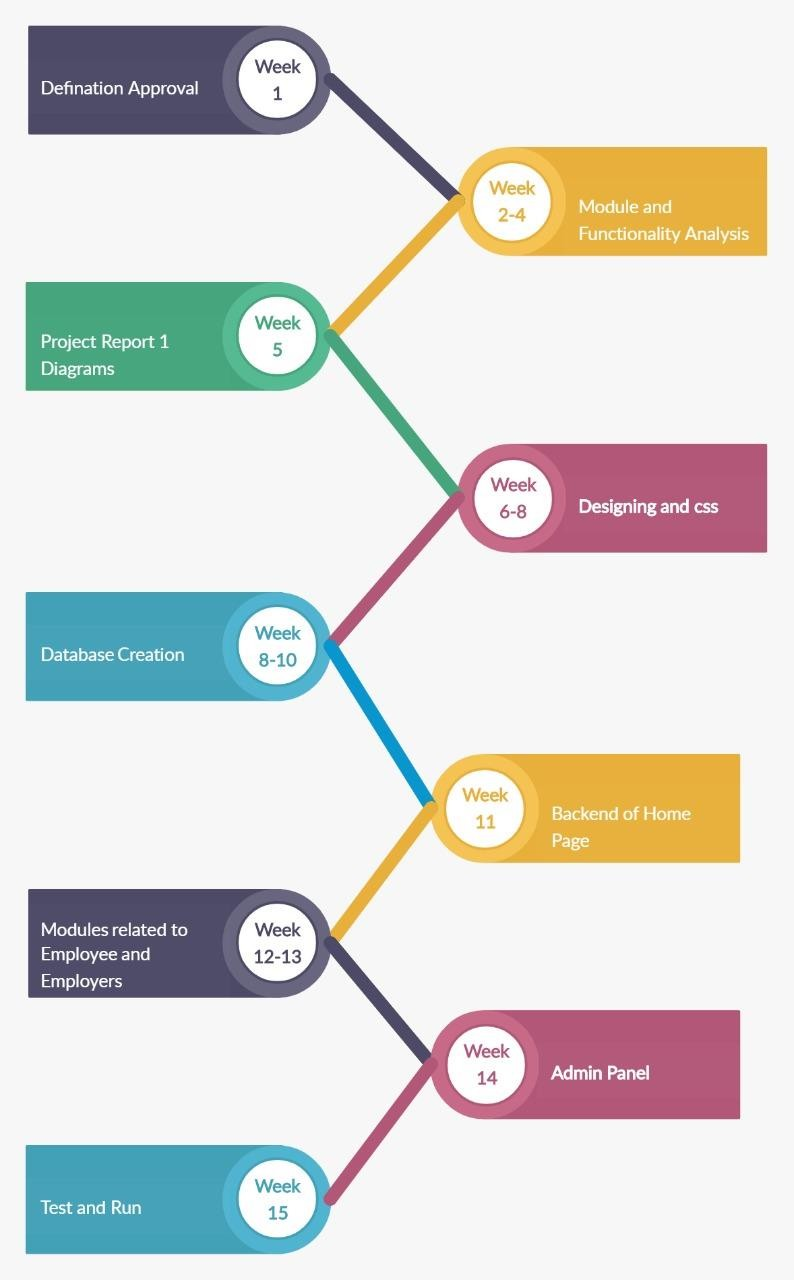 Defination Approval
Week
1
Week
2-4
Module and
Functionality Analysis
Project Report 1
Diagrams
Week
5
Week
6-8
Designing and css
Database Creation
Week
8-10
Week
11
Backend of Home
Page
Modules related to
Employee and
Employers
Week
12-13
Week
14
Admin Panel
Test and Run
Week
15